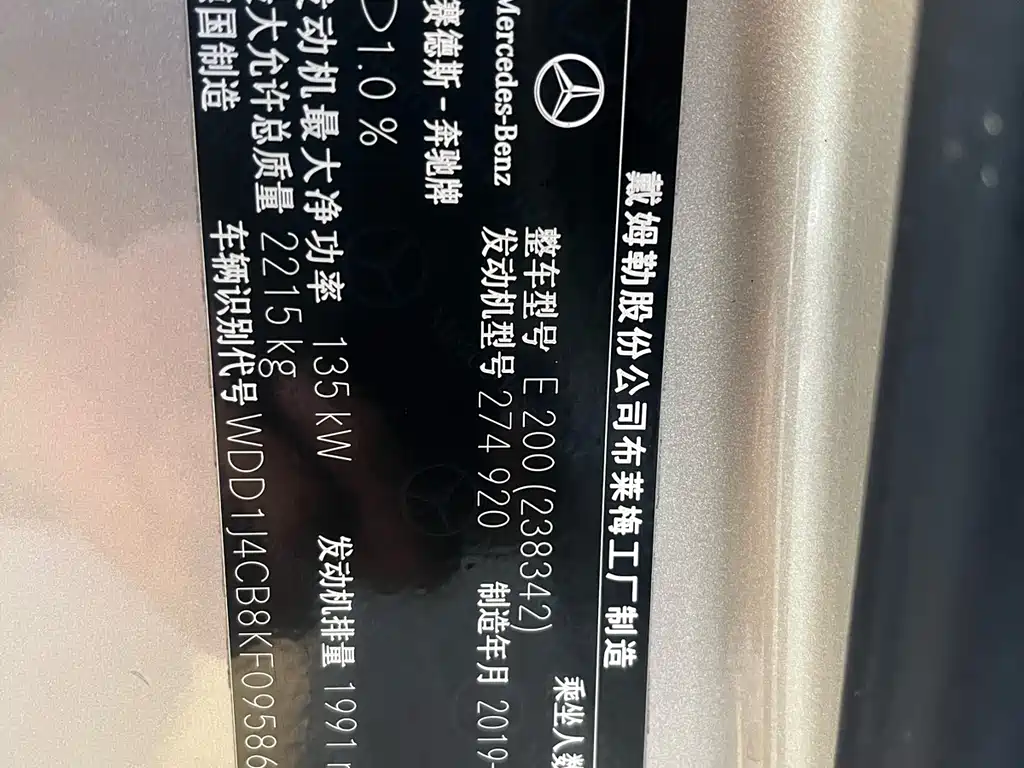 戴姆勒股份公司布莱梅工厂制造
乘坐人数
Mercedes-Benz
整车型号 E 200 (238342)
发动机型号 274 920 制造年月 2019-
赛德斯-奔驰牌
1.0 %
发动机最大净功率 135 kW 发动机排量 1991
最大允许总质量 2215 kg
国制造
车辆识别代号 WDD1J4CB8KF09586